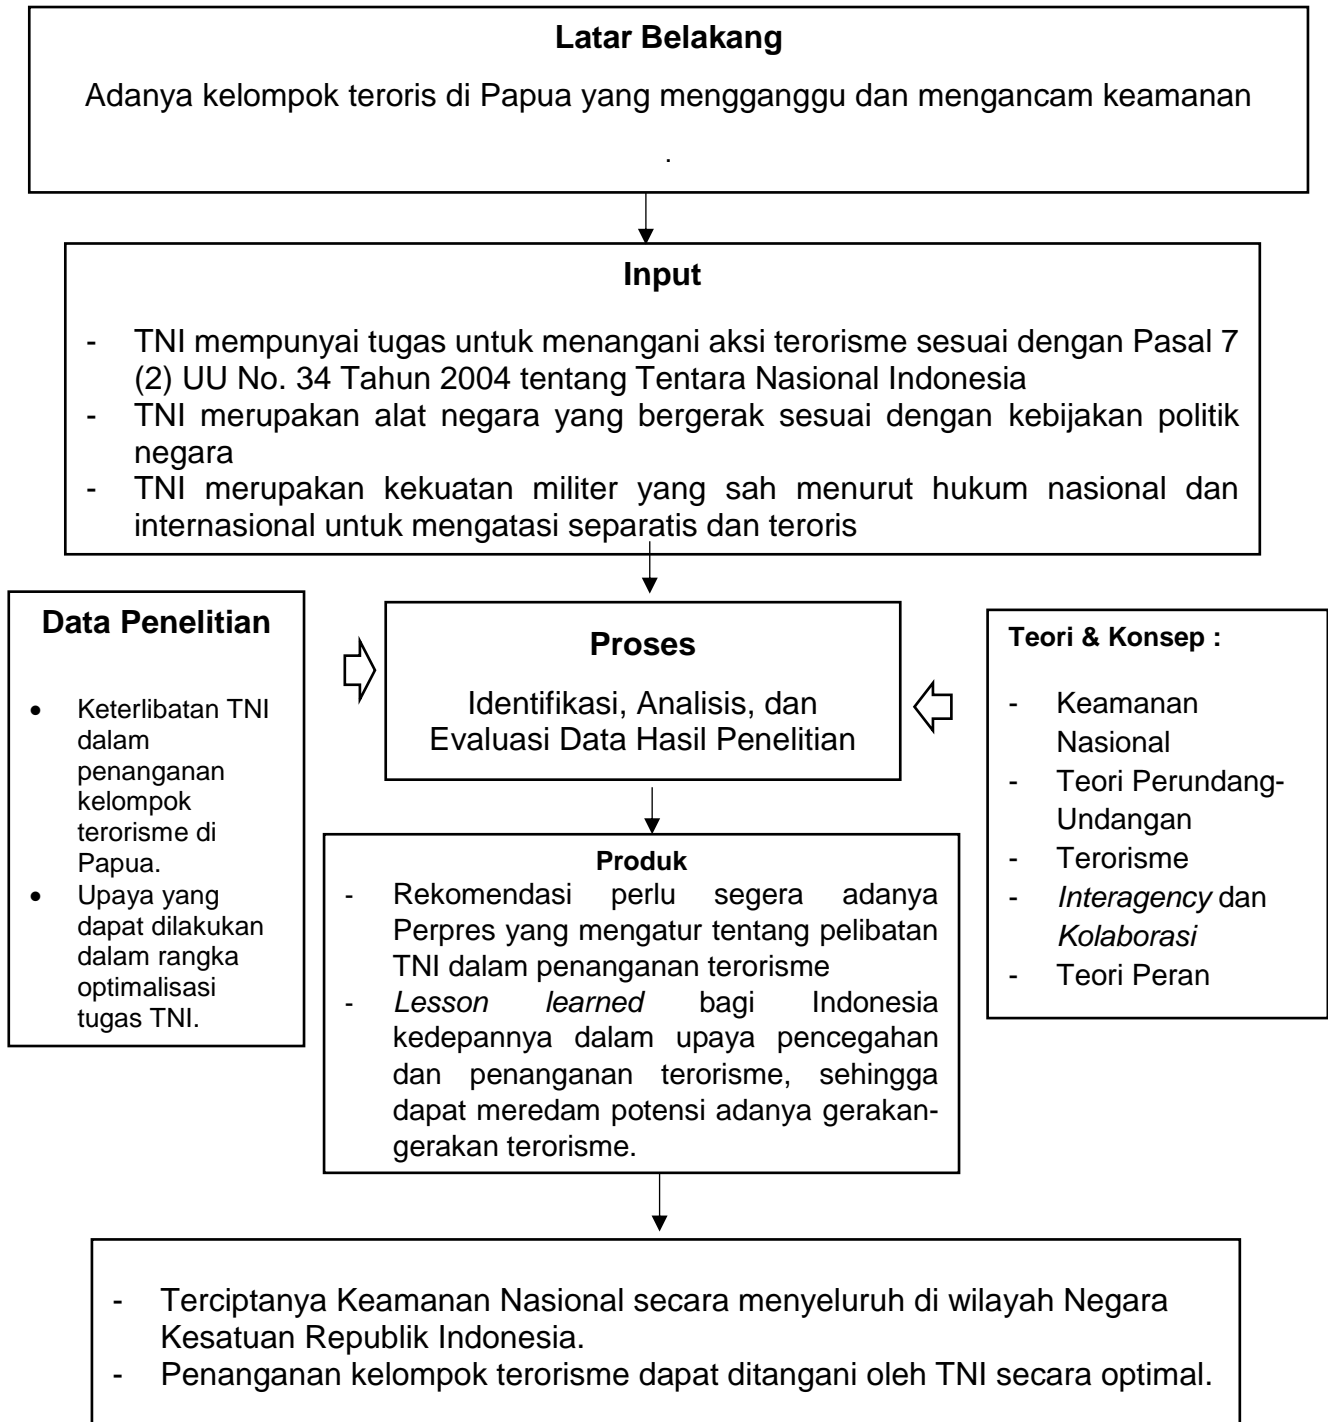 Latar Belakang
Adanya kelompok teroris di Papua yang mengganggu dan mengancam keamanan
.
Input
- TNI mempunyai tugas untuk menangani aksi terorisme sesuai dengan Pasal 7
(2) UU No. 34 Tahun 2004 tentang Tentara Nasional Indonesia
- TNI merupakan alat negara yang bergerak sesuai dengan kebijakan politik
negara
- TNI merupakan kekuatan militer yang sah menurut hukum nasional dan
internasional untuk mengatasi separatis dan teroris
Data Penelitian
• Keterlibatan TNI
dalam
penanganan
kelompok
terorisme di
Papua.
• Upaya yang
dapat dilakukan
dalam rangka
optimalisasi
tugas TNI.
Proses
Identifikasi, Analisis, dan
Evaluasi Data Hasil Penelitian
Teori & Konsep :
- Keamanan
Nasional
- Teori Perundang-
Undangan
- Terorisme
- Interagency dan
Kolaborasi
- Teori Peran
Produk
- Rekomendasi perlu segera adanya
Perpres yang mengatur tentang pelibatan
TNI dalam penanganan terorisme
- Lesson learned bagi Indonesia
kedepannya dalam upaya pencegahan
dan penanganan terorisme, sehingga
dapat meredam potensi adanya gerakan-
gerakan terorisme.
- Terciptanya Keamanan Nasional secara menyeluruh di wilayah Negara
Kesatuan Republik Indonesia.
- Penanganan kelompok terorisme dapat ditangani oleh TNI secara optimal.